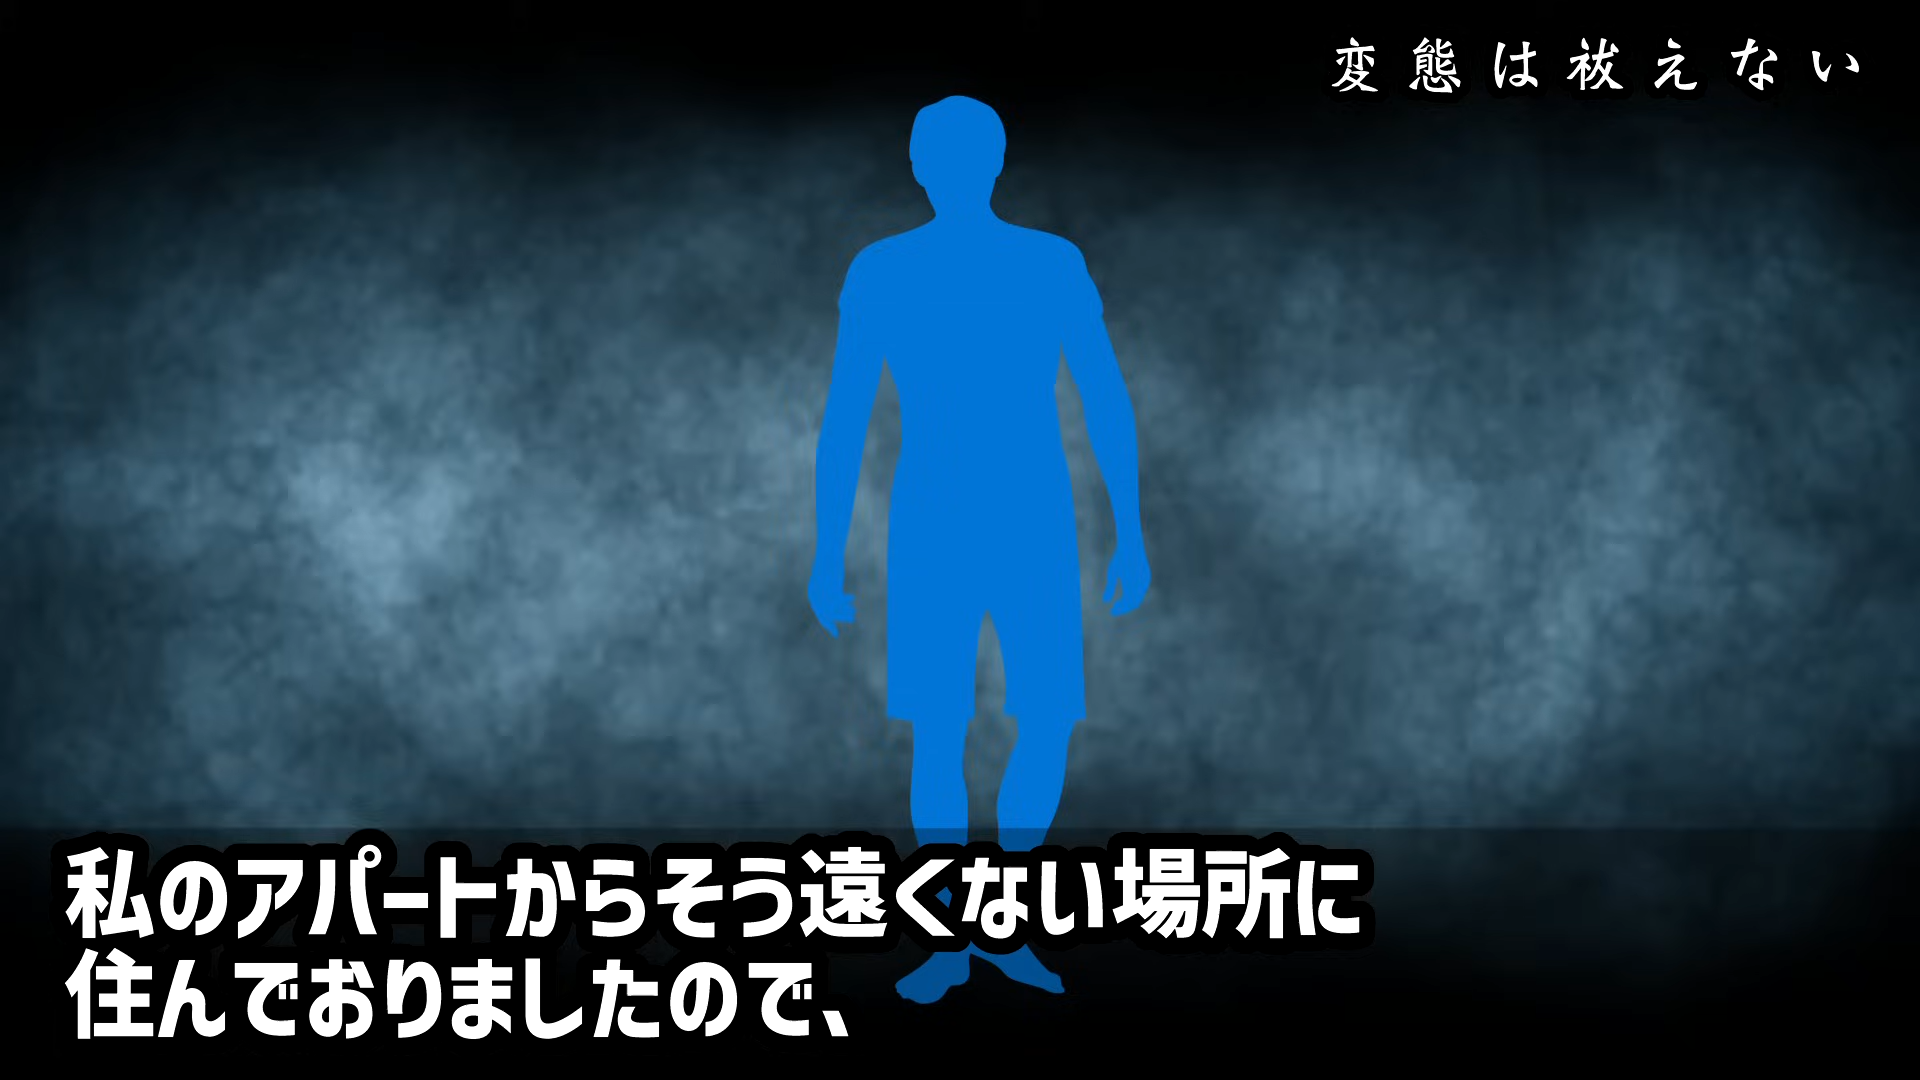 変態は祓えない
私のアパートからそう遠くない場所に
住んでおりましたので、